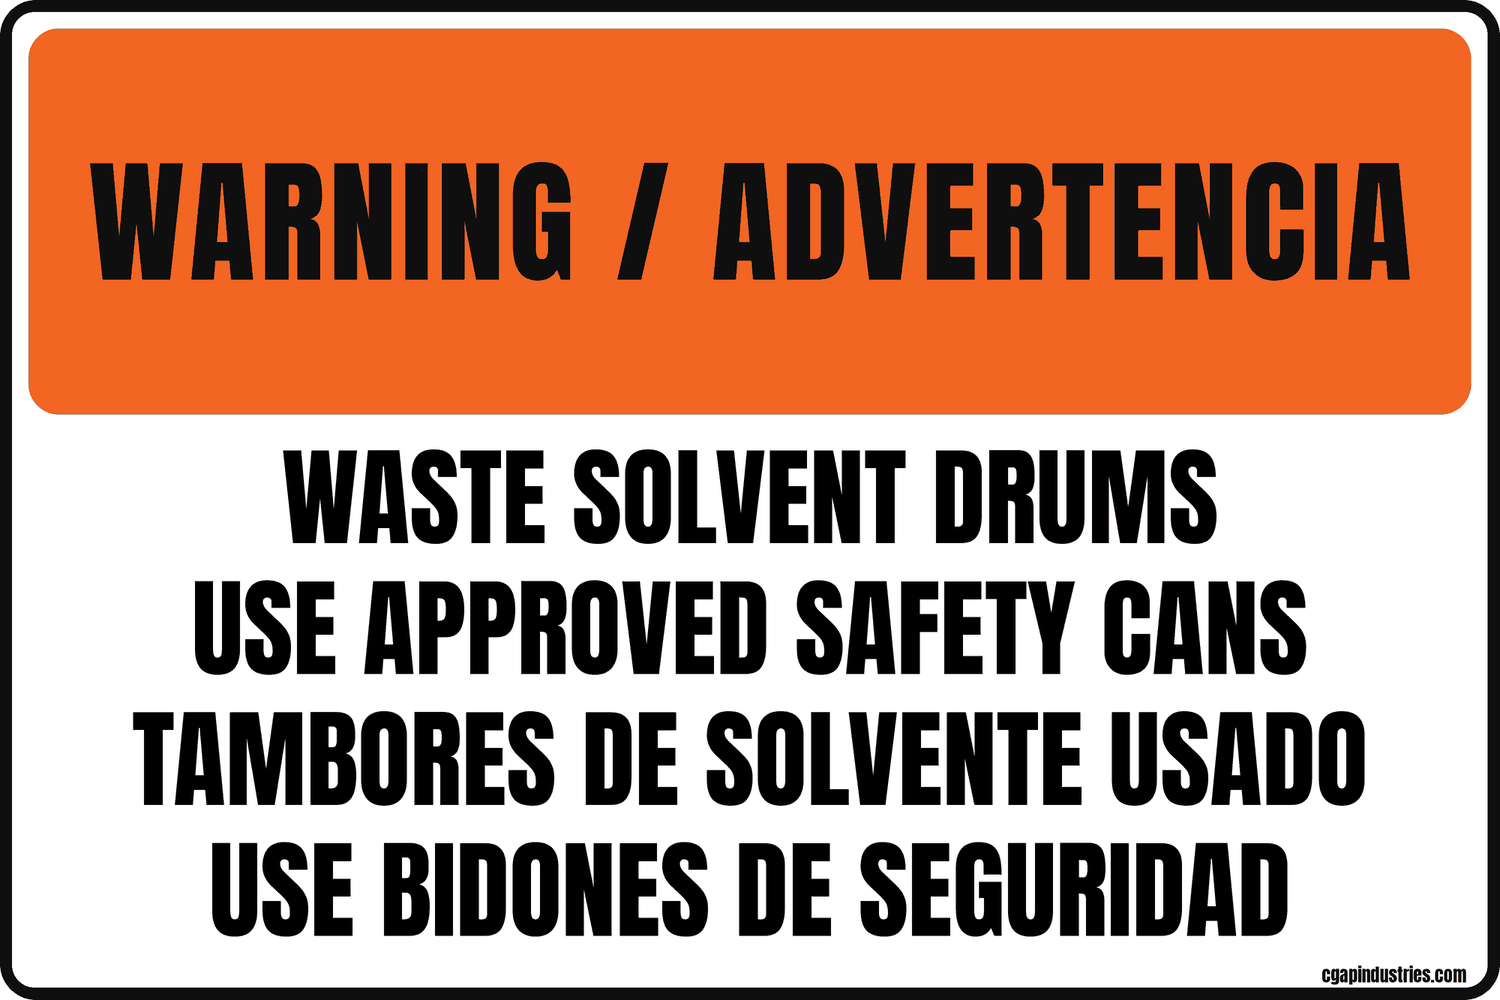 WARNING / ADVERTENCIA
WASTE SOLVENT DRUMS
USE APPROVED SAFETY CANS
TAMBORES DE SOLVENTE USADO
USE BIDONES DE SEGURIDAD
cgapindustries.com